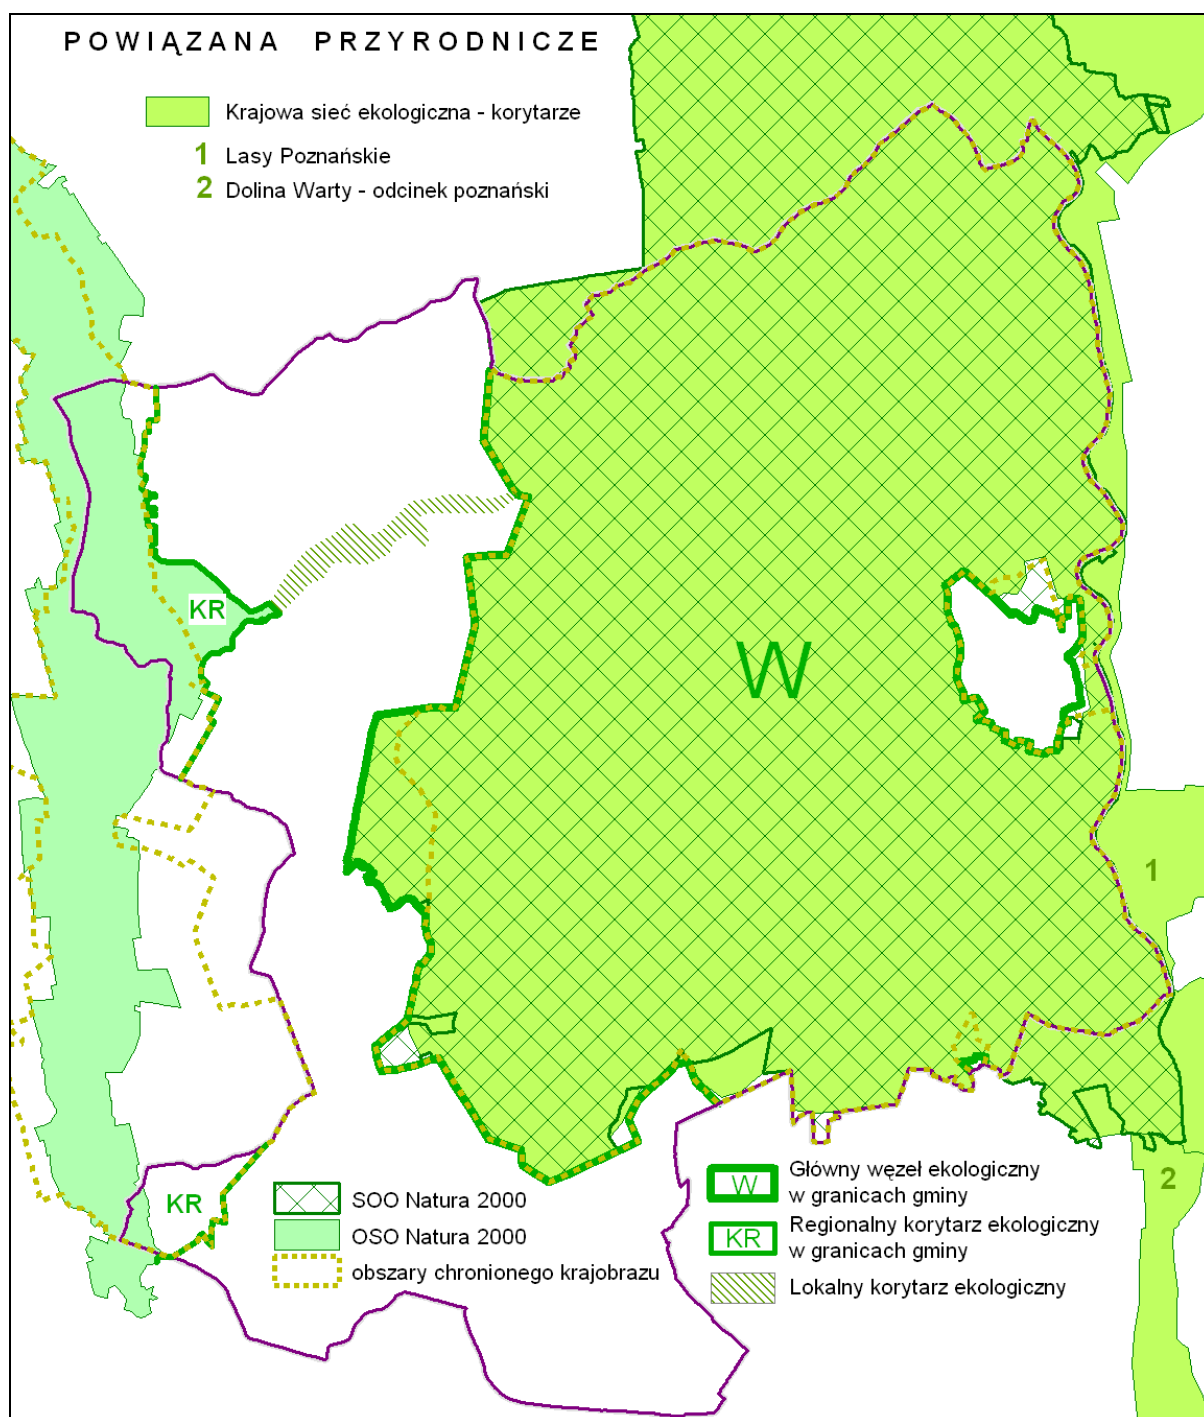 POWIĄZANA PRZYRODNICZE
Krajowa sieć ekologiczna - korytarze
1 Lasy Poznańskie
2 Dolina Warty - odcinek poznański
KR
W
1
2
KR
SOO Natura 2000
OSO Natura 2000
obszary chronionego krajobrazu
W Główny węzeł ekologiczny
w granicach gminy
KR Regionalny korytarz ekologiczny
w granicach gminy
Lokalny korytarz ekologiczny